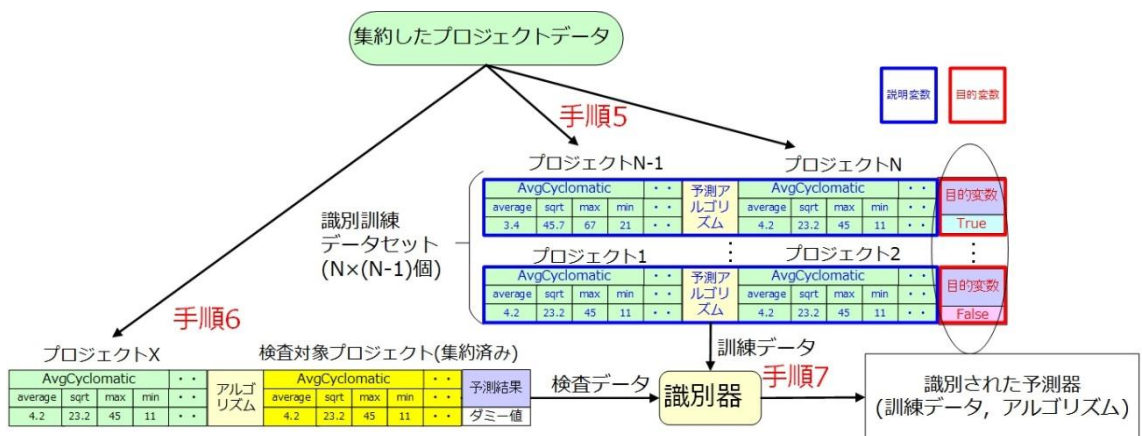 集約したプロジェクトデータ
説明変数
目的変数
手順5
プロジェクトN-1
プロジェクトN
AvgCyclomatic ・・ 予測アルゴリズム AvgCyclomatic ・・ 目的変数
average sqrt max min ・・ average sqrt max min ・・
3.4 45.7 67 21 ・・ 4.2 23.2 45 11 ・・ True
識別訓練
データセット
(N×(N-1)個)
プロジェクト1
プロジェクト2
AvgCyclomatic ・・ 予測アルゴリズム AvgCyclomatic ・・ 目的変数
average sqrt max min ・・ average sqrt max min ・・
4.2 23.2 45 11 ・・ 4.2 23.2 45 11 ・・ False
手順6
プロジェクトX
検査対象プロジェクト(集約済み)
AvgCyclomatic ・・ アルゴリズム AvgCyclomatic ・・ 予測結果
average sqrt max min ・・ average sqrt max min ・・
4.2 23.2 45 11 ・・ 4.2 23.2 45 11 ・・ ダミー値
訓練データ
検査データ
識別器
手順7
識別された予測器
(訓練データ, アルゴリズム)